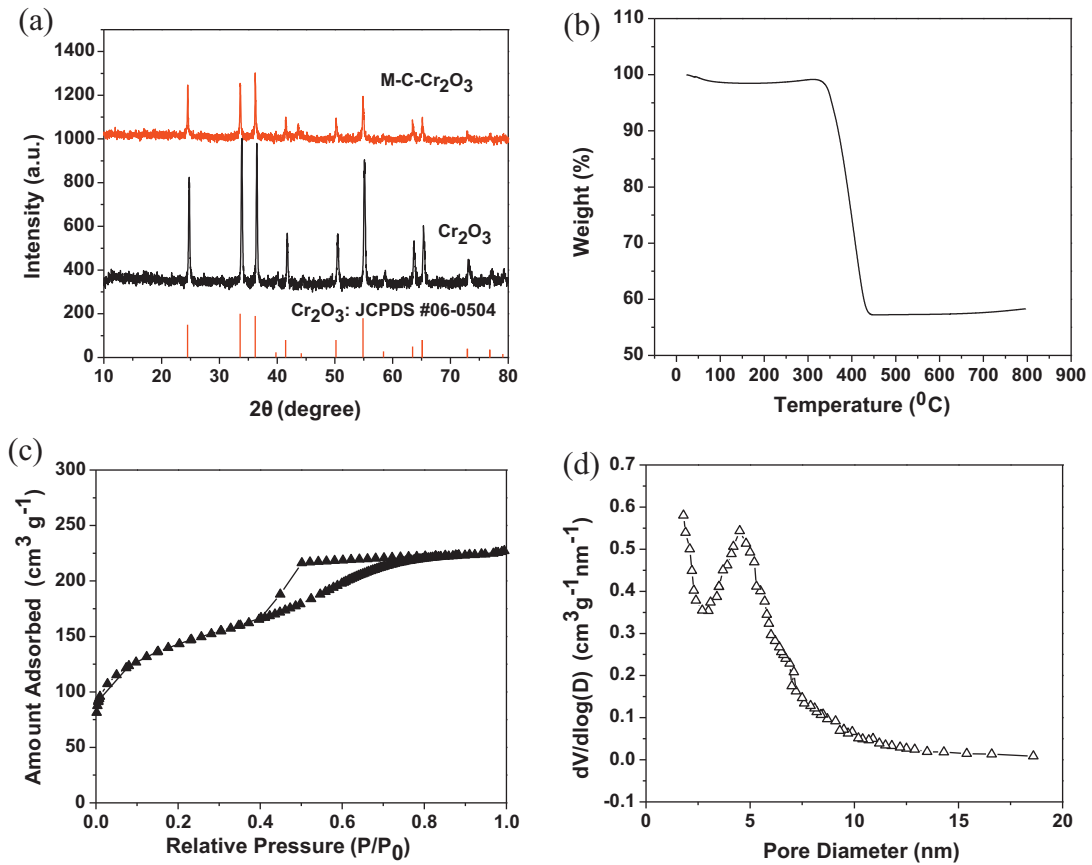 (a)
1400
1200
1000
800
600
400
200
0
10 20 30 40 50 60 70 80
Intensity (a.u.)
2θ (degree)
M-C-Cr2O3
Cr2O3
Cr2O3: JCPDS #06-0504
(b)
110
100
90
80
70
60
50
0 100 200 300 400 500 600 700 800 900
Weight (%)
Temperature (0C)
(c)
300
250
200
150
100
50
0
0.0 0.2 0.4 0.6 0.8 1.0
Amount Adsorbed (cm3 g-1)
Relative Pressure (P/P0)
(d)
0.7
0.6
0.5
0.4
0.3
0.2
0.1
0.0
-0.1
0 5 10 15 20
dV/dlog(D) (cm3g-1nm-1)
Pore Diameter (nm)